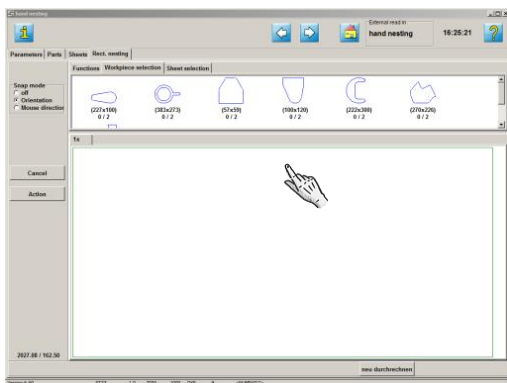 hand nesting
External read in
hand nesting
16:25:21
Parameters Parts Sheets Rect. nesting
Functions Workpiece selection Sheet selection
Snap mode
off
Orientation
Mouse direction
(227x100)
0 / 2
(383x273)
0 / 2
(57x59)
0 / 2
(100x120)
0 / 2
(222x300)
0 / 2
(270x226)
0 / 2
1x
Cancel
Action
2027.08 / 162.50
neu durchrechnen